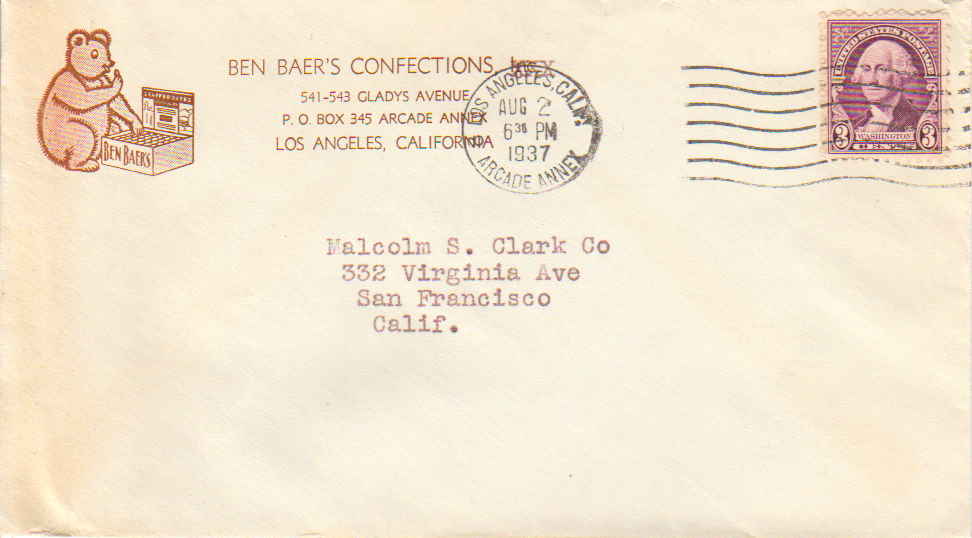 BEN BAER'S CONFECTIONS, Inc.
541-543 GLADYS AVENUE
P. O. BOX 345 ARCADE ANNEX
LOS ANGELES, CALIFORNIA
BEN BAER'S
LOS ANGELES, CALIF.
AUG 2
6 30 PM
1937
ARCADE ANNEX
UNITED STATES POSTAGE
3 WASHINGTON 3
Malcolm S. Clark Co
332 Virginia Ave
San Francisco
Calif.